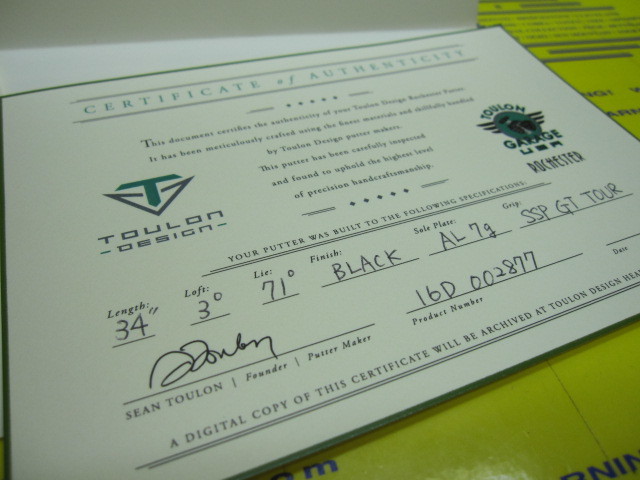 CERTIFICATE of AUTHENTICITY
This document certifies the authenticity of your Toulon Design Rochester Putter.
It has been meticulously crafted using the finest materials and skillfully handled
by Toulon Design putter makers.
This putter has been carefully inspected
and found to uphold the highest level
of precision handcraftsmanship.
TOULON
DESIGN
TOULON
GARAGE
USA
ROCHESTER
YOUR PUTTER WAS BUILT TO THE FOLLOWING SPECIFICATIONS:
Length: Loft: Lie: Finish: Sole Plate: Grip:
34" 3° 71° BLACK AL 7g SSP GT TOUR
16D 002877
Product Number
Date
SEAN TOULON | Founder | Putter Maker
A DIGITAL COPY OF THIS CERTIFICATE WILL BE ARCHIVED AT TOULON DESIGN HEA